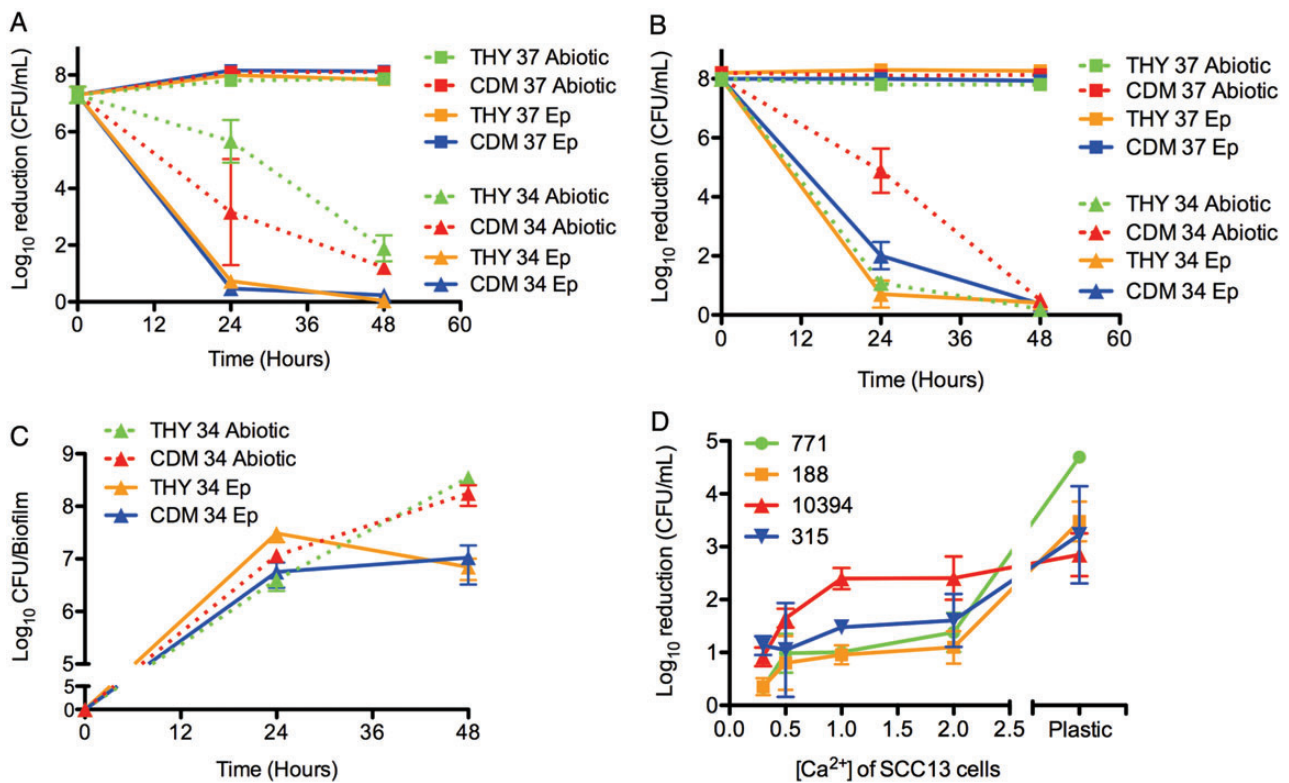 A
Log10 reduction (CFU/mL)
8
6
4
2
0
0 12 24 36 48 60
Time (Hours)
THY 37 Abiotic
CDM 37 Abiotic
THY 37 Ep
CDM 37 Ep
THY 34 Abiotic
CDM 34 Abiotic
THY 34 Ep
CDM 34 Ep
B
Log10 reduction (CFU/mL)
10
8
6
4
2
0
0 12 24 36 48 60
Time (Hours)
THY 37 Abiotic
CDM 37 Abiotic
THY 37 Ep
CDM 37 Ep
THY 34 Abiotic
CDM 34 Abiotic
THY 34 Ep
CDM 34 Ep
C
THY 34 Abiotic
CDM 34 Abiotic
THY 34 Ep
CDM 34 Ep
Log10 CFU/Biofilm
9
8
7
6
5
5
0
0 12 24 36 48
Time (Hours)
D
771
188
10394
315
Log10 reduction (CFU/mL)
5
4
3
2
1
0
0.0 0.5 1.0 2.0 2.5 Plastic
[Ca2+] of SCC13 cells